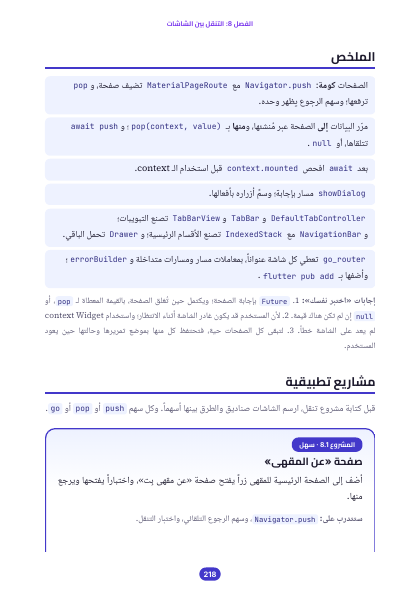 الفصل 8: التنقل بين الشاشات
الملخص
الصفحات كومة: Navigator.push مع MaterialPageRoute تضيف صفحة، و pop
ترفعها؛ وسهم الرجوع يظهر وحده.
مرّر البيانات إلى الصفحة عبر مُنشئها، ومنها بـ pop(context, value) ؛ و await push
تتلقاها، أو null .
بعد await افحص context.mounted قبل استخدام الـ context.
showDialog مسار بإجابة؛ وسمِّ أزراره بأفعالها.
DefaultTabController و TabBar و TabBarView تصنع التبويبات؛
و NavigationBar مع IndexedStack تصنع الأقسام الرئيسية؛ و Drawer تحمل الباقي.
go_router تعطي كل شاشة عنواناً، بمعاملات مسار ومسارات متداخلة و errorBuilder ؛
وأضفها بـ flutter pub add .
إجابات «اختبر نفسك»: 1. Future بإجابة الصفحة؛ ويكتمل حين تُغلق الصفحة، بالقيمة المعطاة لـ pop ، أو
null إن لم تكن هناك قيمة. 2. لأن المستخدم قد يكون غادر الشاشة أثناء الانتظار؛ واستخدام context Widget
لم يعد على الشاشة خطأ. 3. لتبقى كل الصفحات حية، فتحتفظ كل منها بموضع تمريرها وحالتها حين يعود
المستخدم.
مشاريع تطبيقية
قبل كتابة مشروع تنقل، ارسم الشاشات صناديق والطرق بينها أسهماً. وكل سهم push أو pop أو go .
المشروع 8.1 · سهل
صفحة «عن المقهى»
أضف إلى الصفحة الرئيسية للمقهى زراً يفتح صفحة «عن مقهى بت»، واختباراً يفتحها ويرجع
منها.
ستتدرب على: Navigator.push ، وسهم الرجوع التلقائي، واختبار التنقل.
218